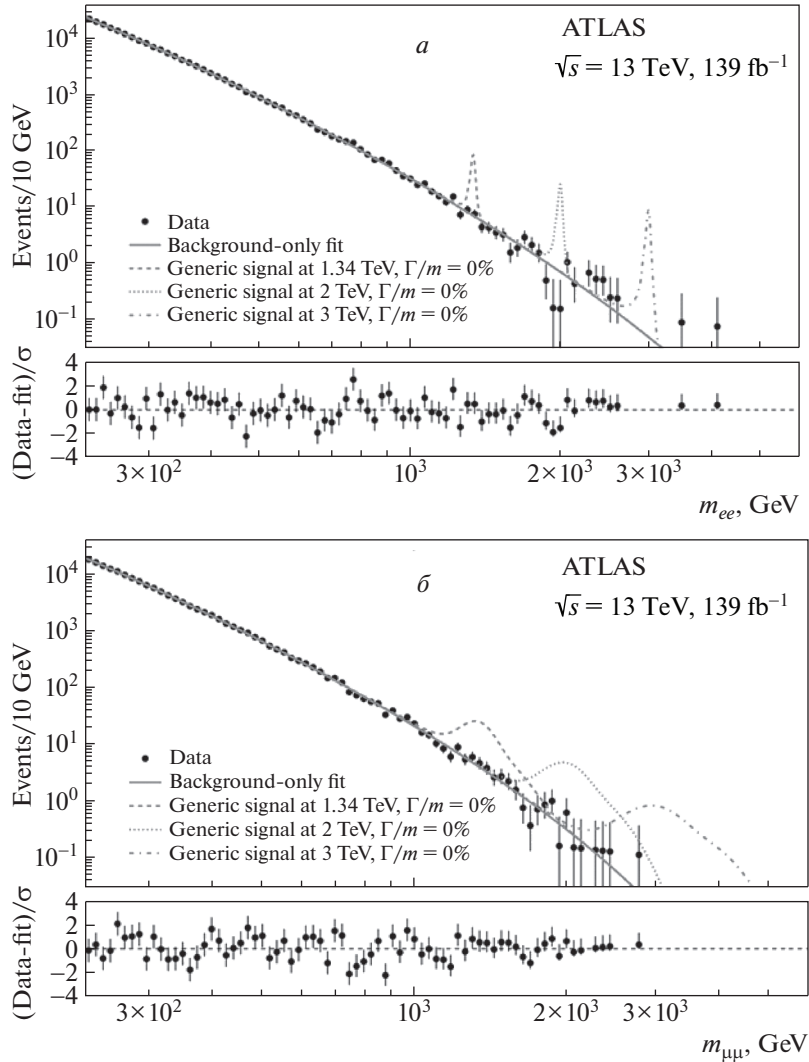 10⁴
10³
10²
10¹
10⁰
10⁻¹
Events/10 GeV
а
ATLAS
√s = 13 TeV, 139 fb⁻¹
Data
Background-only fit
Generic signal at 1.34 TeV, Γ/m = 0%
Generic signal at 2 TeV, Γ/m = 0%
Generic signal at 3 TeV, Γ/m = 0%
(Data-fit)/σ
4
2
0
−2
−4
3×10² 10³ 2×10³ 3×10³
m_ee, GeV
10⁴
10³
10²
10¹
10⁰
10⁻¹
Events/10 GeV
б
ATLAS
√s = 13 TeV, 139 fb⁻¹
Data
Background-only fit
Generic signal at 1.34 TeV, Γ/m = 0%
Generic signal at 2 TeV, Γ/m = 0%
Generic signal at 3 TeV, Γ/m = 0%
(Data-fit)/σ
4
2
0
−2
−4
3×10² 10³ 2×10³ 3×10³
m_μμ, GeV